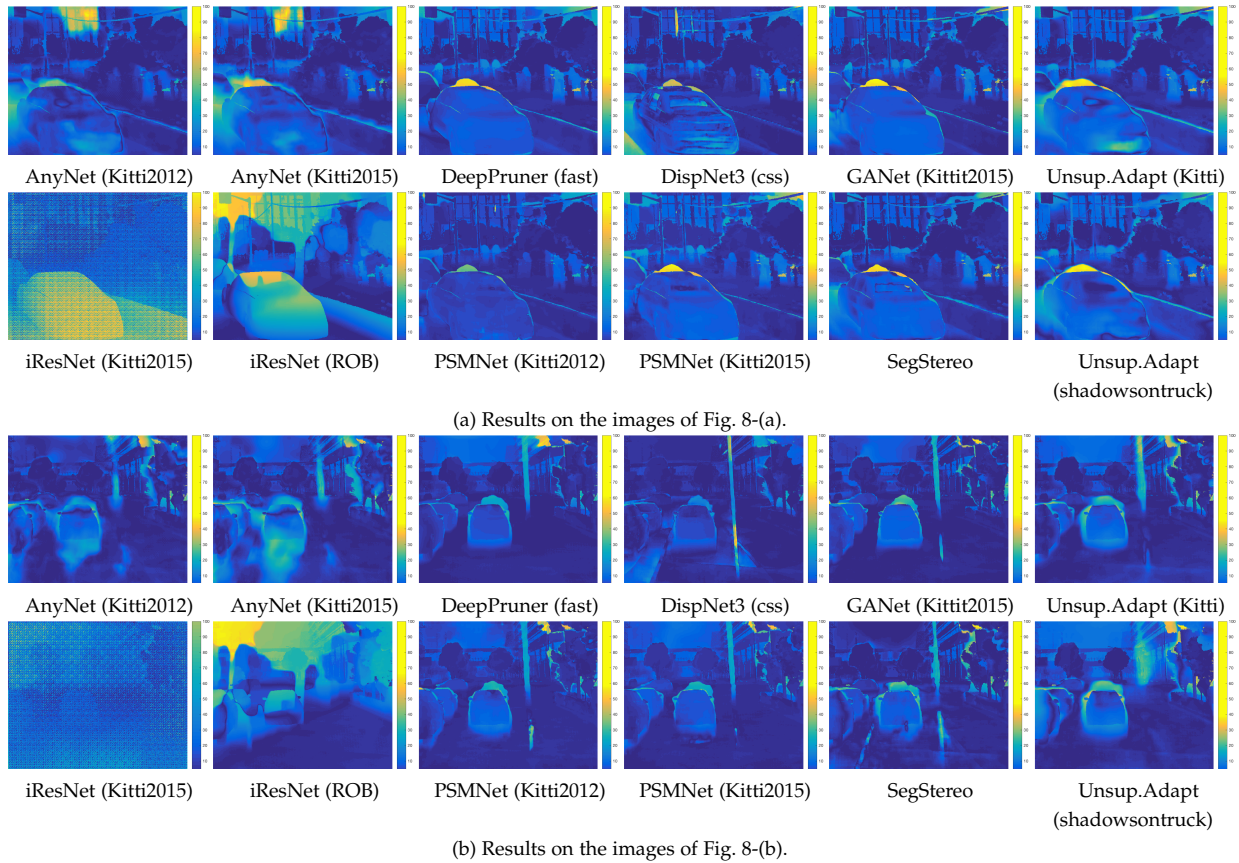 AnyNet (Kitti2012) AnyNet (Kitti2015) DeepPruner (fast) DispNet3 (css) GANet (Kittit2015) Unsup.Adapt (Kitti)
iResNet (Kitti2015) iResNet (ROB) PSMNet (Kitti2012) PSMNet (Kitti2015) SegStereo Unsup.Adapt
(shadowsontruck)
(a) Results on the images of Fig. 8-(a).
AnyNet (Kitti2012) AnyNet (Kitti2015) DeepPruner (fast) DispNet3 (css) GANet (Kittit2015) Unsup.Adapt (Kitti)
iResNet (Kitti2015) iResNet (ROB) PSMNet (Kitti2012) PSMNet (Kitti2015) SegStereo Unsup.Adapt
(shadowsontruck)
(b) Results on the images of Fig. 8-(b).